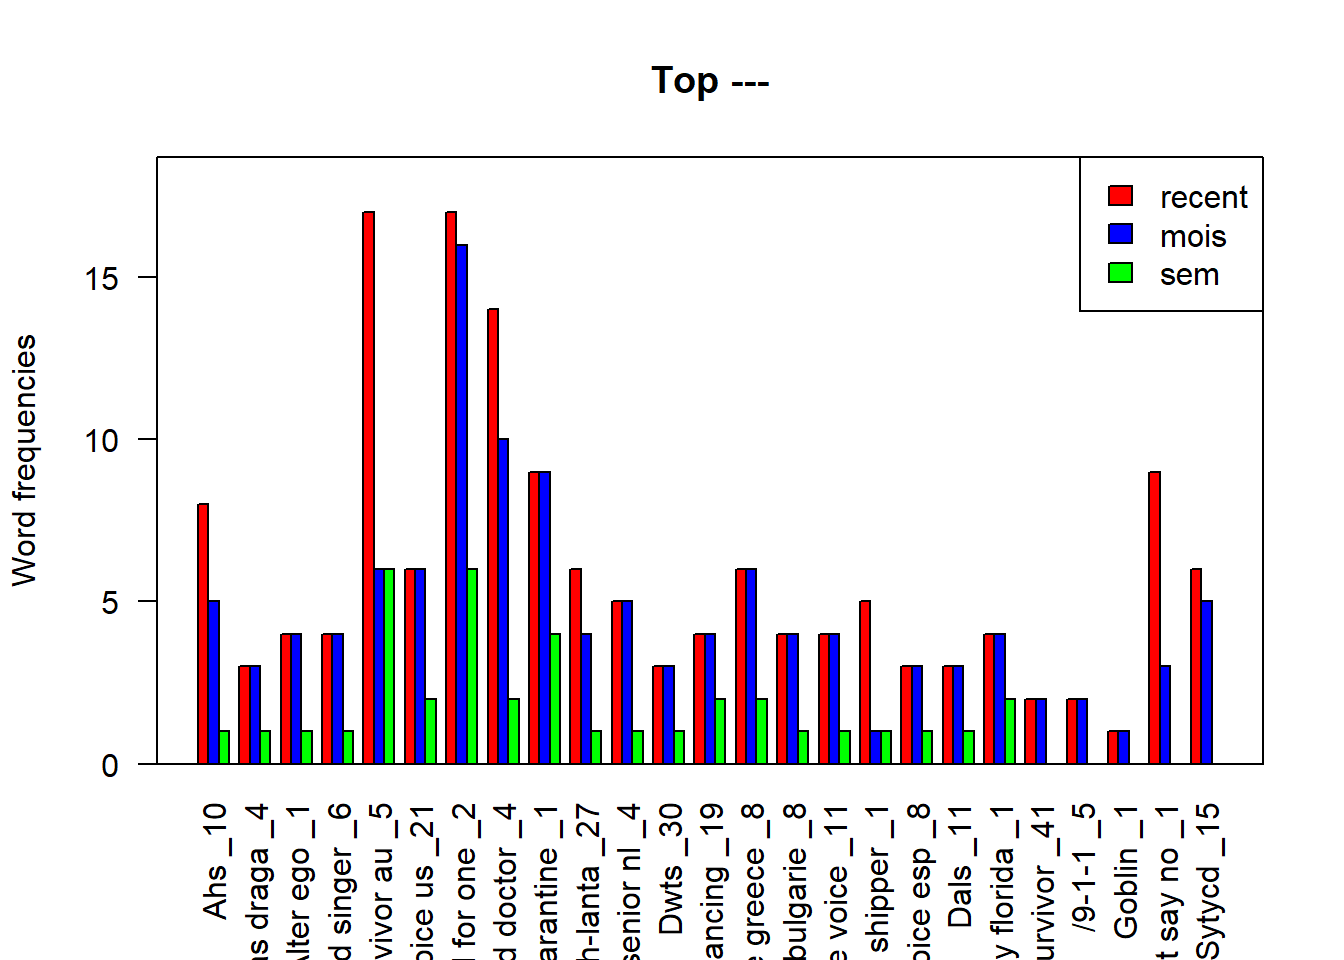 Top ---
recent
mois
sem
Word frequencies
15
10
5
0
Ahs _10
as draga _4
Alter ego _1
d singer _6
vivor au _5
oice us _21
l for one _2
d doctor _4
arantine _1
h-lanta _27
senior nl _4
Dwts _30
ancing _19
e greece _8
bulgarie _8
e voice _11
shipper _1
oice esp _8
Dals _11
y florida _1
urvivor _41
/9-1-1 _5
Goblin _1
t say no _1
Sytycd _15